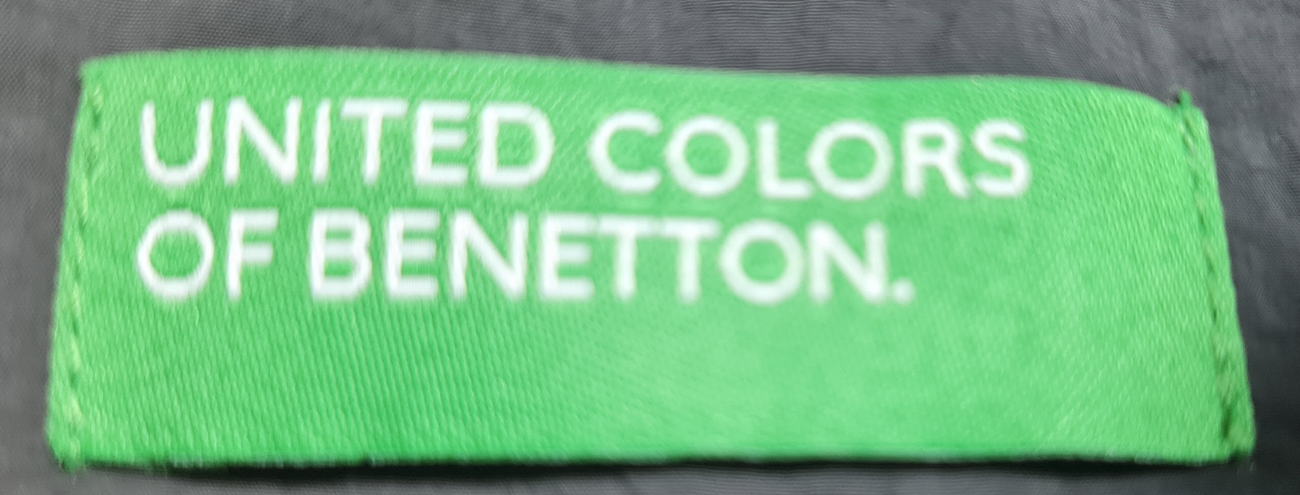 UNITED COLORS
OF BENETTON.